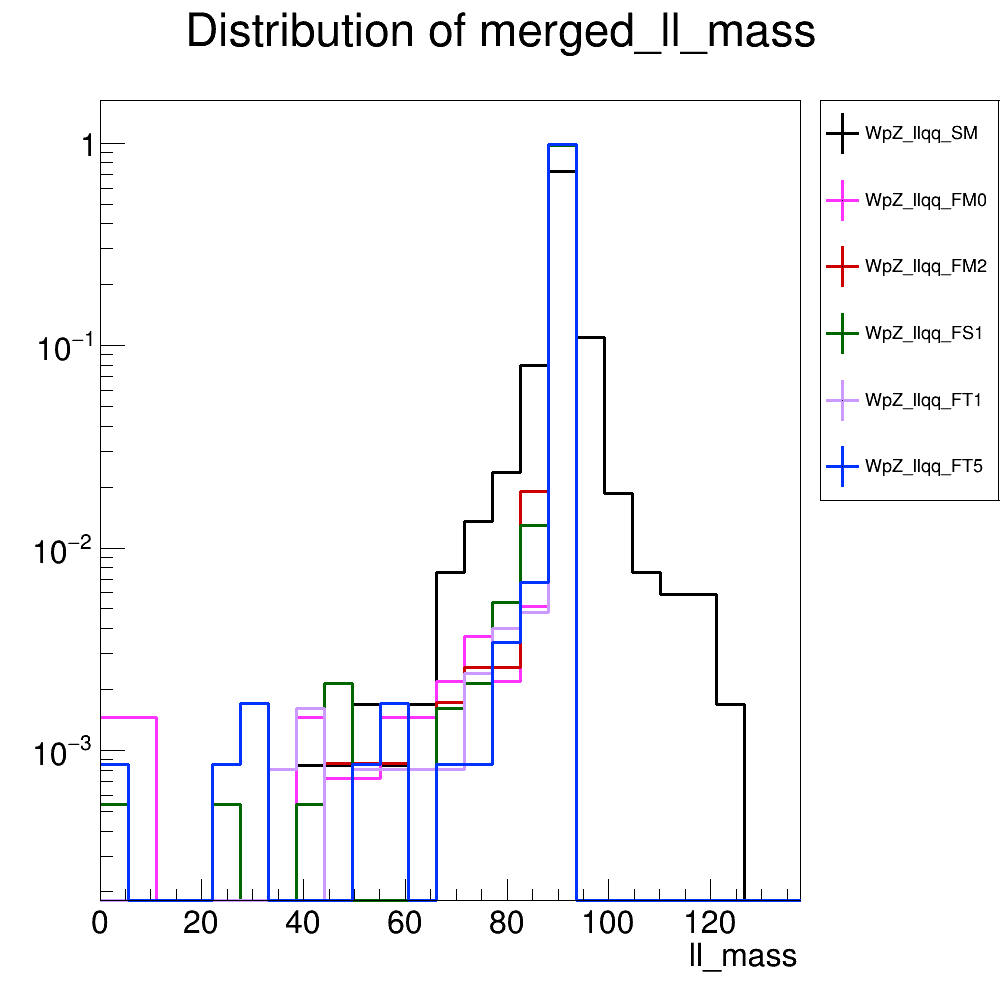 Distribution of merged_ll_mass
WpZ_llqq_SM
WpZ_llqq_FM0
WpZ_llqq_FM2
WpZ_llqq_FS1
WpZ_llqq_FT1
WpZ_llqq_FT5
1
10⁻¹
10⁻²
10⁻³
0 20 40 60 80 100 120
ll_mass